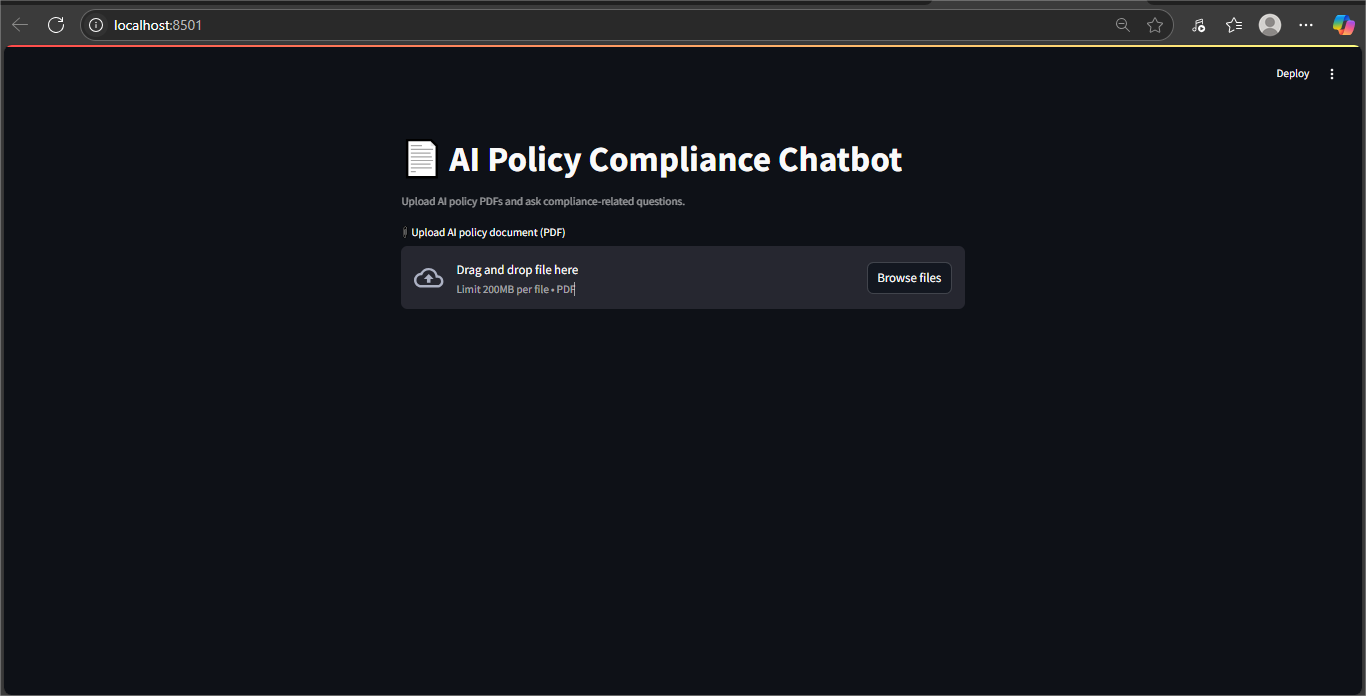 localhost:8501
Deploy
AI Policy Compliance Chatbot
Upload AI policy PDFs and ask compliance-related questions.
Upload AI policy document (PDF)
Drag and drop file here
Limit 200MB per file • PDF
Browse files